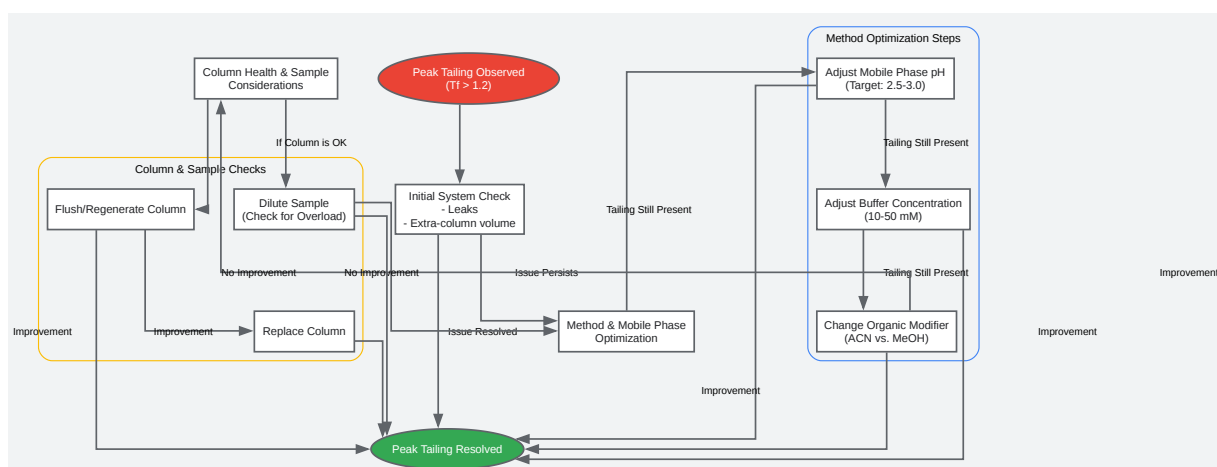 Method Optimization Steps
Column Health & Sample
Considerations
Peak Tailing Observed
(Tf > 1.2)
Adjust Mobile Phase pH
(Target: 2.5-3.0)
If Column is OK
Tailing Still Present
Column & Sample Checks
Flush/Regenerate Column
Dilute Sample
(Check for Overload)
Initial System Check
- Leaks
- Extra-column volume
Tailing Still Present
Adjust Buffer Concentration
(10-50 mM)
No Improvement
No Improvement
Issue Persists
Tailing Still Present
Improvement
Improvement
Improvement
Replace Column
Issue Resolved
Method & Mobile Phase
Optimization
Change Organic Modifier
(ACN vs. MeOH)
Improvement
Improvement
Peak Tailing Resolved